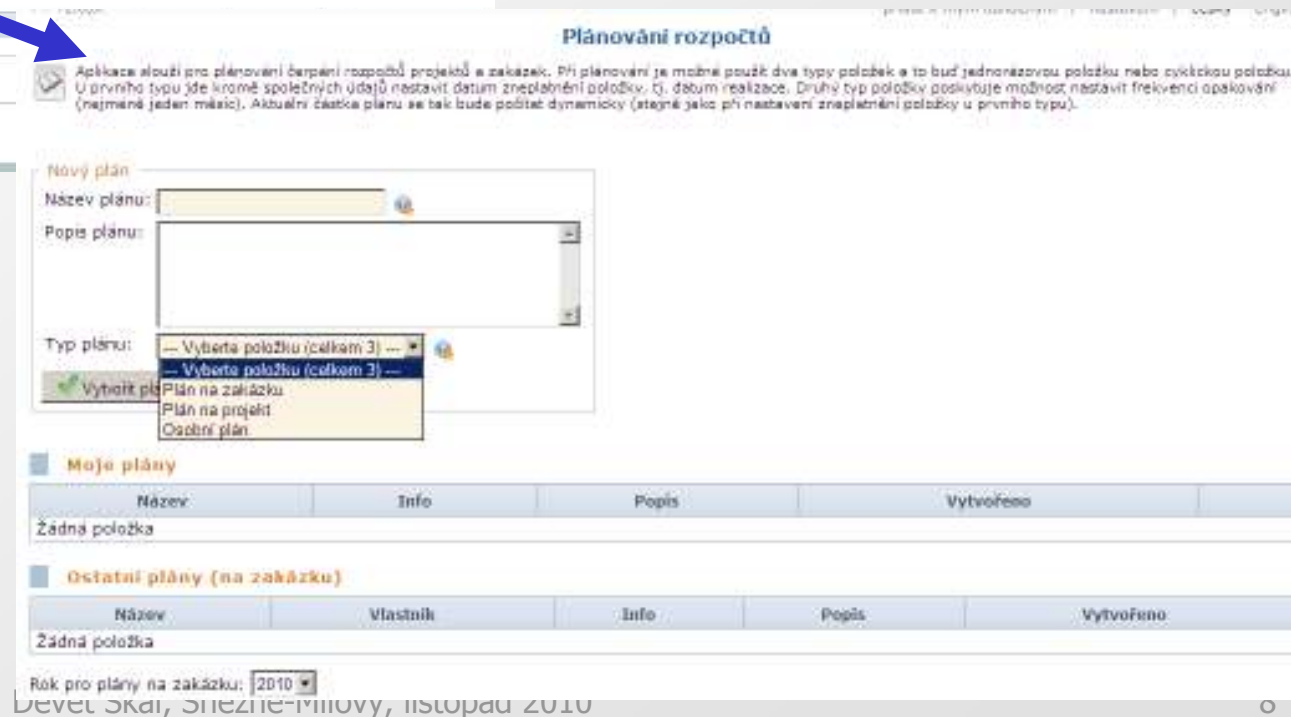 Plánování rozpočtů
Aplikace slouží pro plánování čerpání rozpočtů projektů a zakázek. Při plánování je možné použít dva typy položek a to buď jednorázovou položku nebo cyklickou položku.
U prvního typu jde kromě společných údajů nastavit datum zneplatnění položky, tj. datum realizace. Druhý typ položky poskytuje možnost nastavit frekvenci opakování
(nejméně jeden měsíc). Aktuální částka plánu se tak bude počítat dynamicky (stejně jako při nastavení zneplatnění položky u prvního typu).
Nový plán
Název plánu:
Popis plánu:
Typ plánu: --- Vyberte položku (celkem 3) ---
--- Vyberte položku (celkem 3) ---
Vytvořit
Plán na zakázku
Plán na projekt
Osobní plán
Moje plány
Název Info Popis Vytvořeno
Žádná položka
Ostatní plány (na zakázku)
Název Vlastník Info Popis Vytvořeno
Žádná položka
Rok pro plány na zakázku: 2010
Devět Skal, Sněžné-Milovy, listopad 2010 8